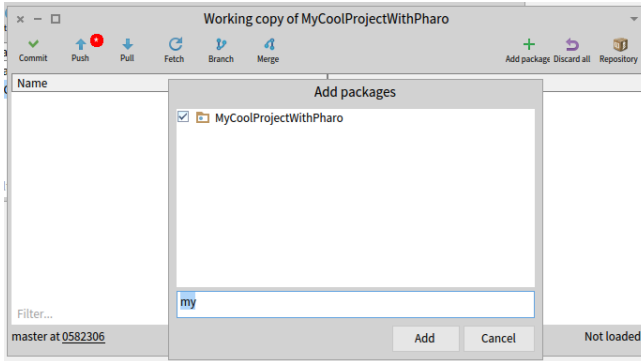 Working copy of MyCoolProjectWithPharo
Commit Push Pull Fetch Branch Merge Add package Discard all Repository
Name
Add packages
MyCoolProjectWithPharo
my
Filter...
Add Cancel
master at 0582306 Not loaded